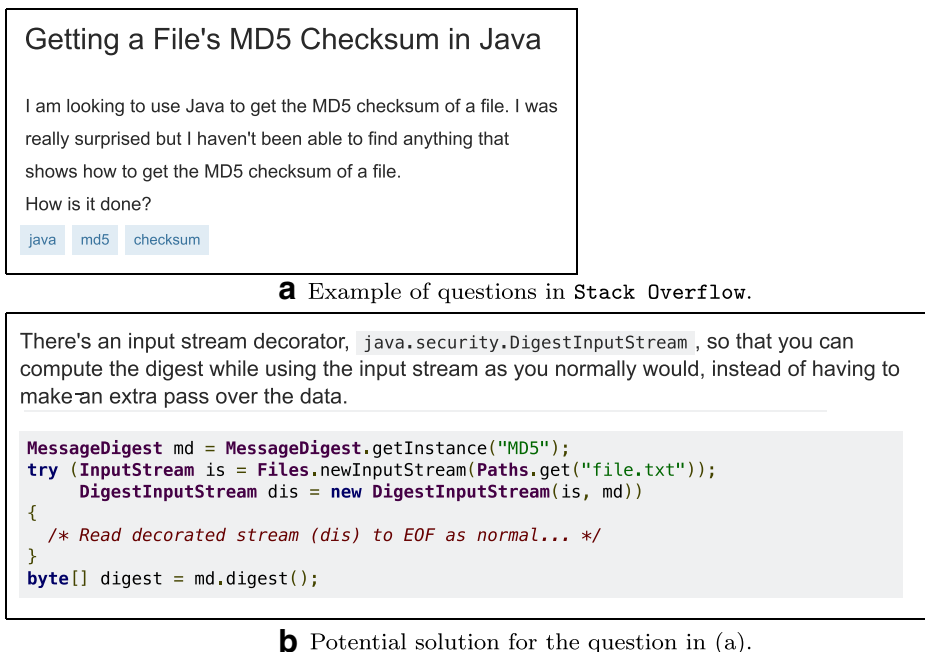 Getting a File's MD5 Checksum in Java
I am looking to use Java to get the MD5 checksum of a file. I was
really surprised but I haven't been able to find anything that
shows how to get the MD5 checksum of a file.
How is it done?
java md5 checksum
a Example of questions in Stack Overflow.
There's an input stream decorator, java.security.DigestInputStream , so that you can
compute the digest while using the input stream as you normally would, instead of having to
make an extra pass over the data.
MessageDigest md = MessageDigest.getInstance("MD5");
try (InputStream is = Files.newInputStream(Paths.get("file.txt"));
     DigestInputStream dis = new DigestInputStream(is, md))
{
  /* Read decorated stream (dis) to EOF as normal... */
}
byte[] digest = md.digest();
b Potential solution for the question in (a).